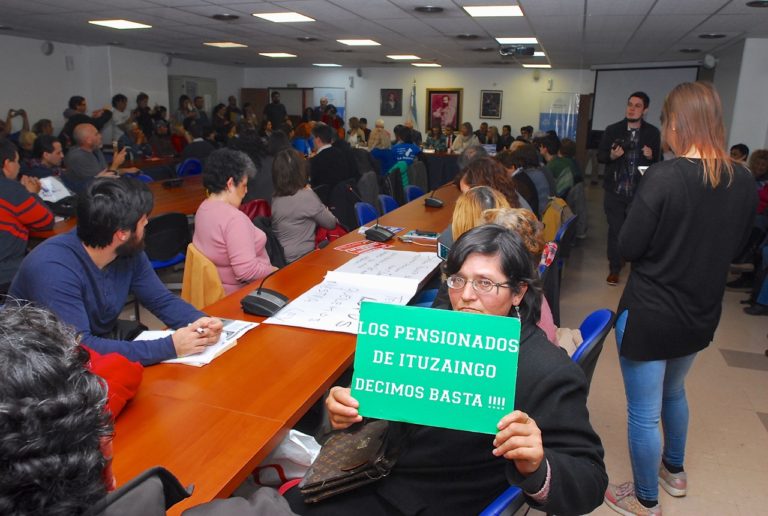 LOS PENSIONADOS
DE ITUZAINGO
DECIMOS BASTA !!!!